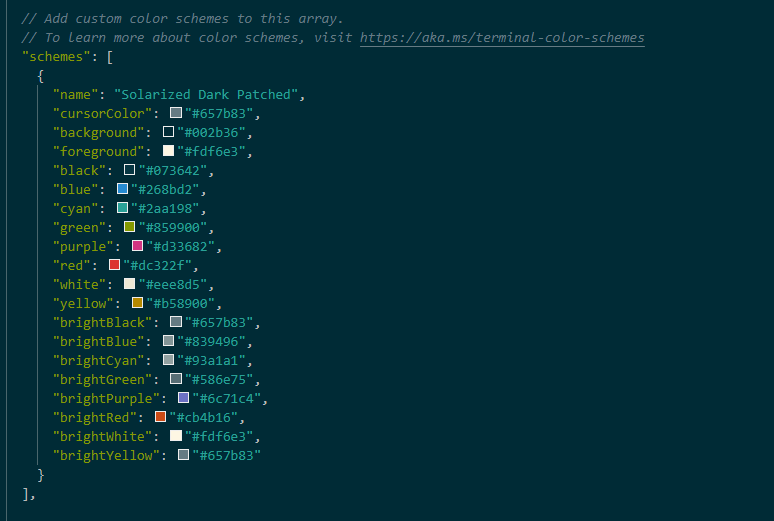 // Add custom color schemes to this array.
// To learn more about color schemes, visit https://aka.ms/terminal-color-schemes
"schemes": [
{
"name": "Solarized Dark Patched",
"cursorColor": "#657b83",
"background": "#002b36",
"foreground": "#fdf6e3",
"black": "#073642",
"blue": "#268bd2",
"cyan": "#2aa198",
"green": "#859900",
"purple": "#d33682",
"red": "#dc322f",
"white": "#eee8d5",
"yellow": "#b58900",
"brightBlack": "#657b83",
"brightBlue": "#839496",
"brightCyan": "#93a1a1",
"brightGreen": "#586e75",
"brightPurple": "#6c71c4",
"brightRed": "#cb4b16",
"brightWhite": "#fdf6e3",
"brightYellow": "#657b83"
}
],